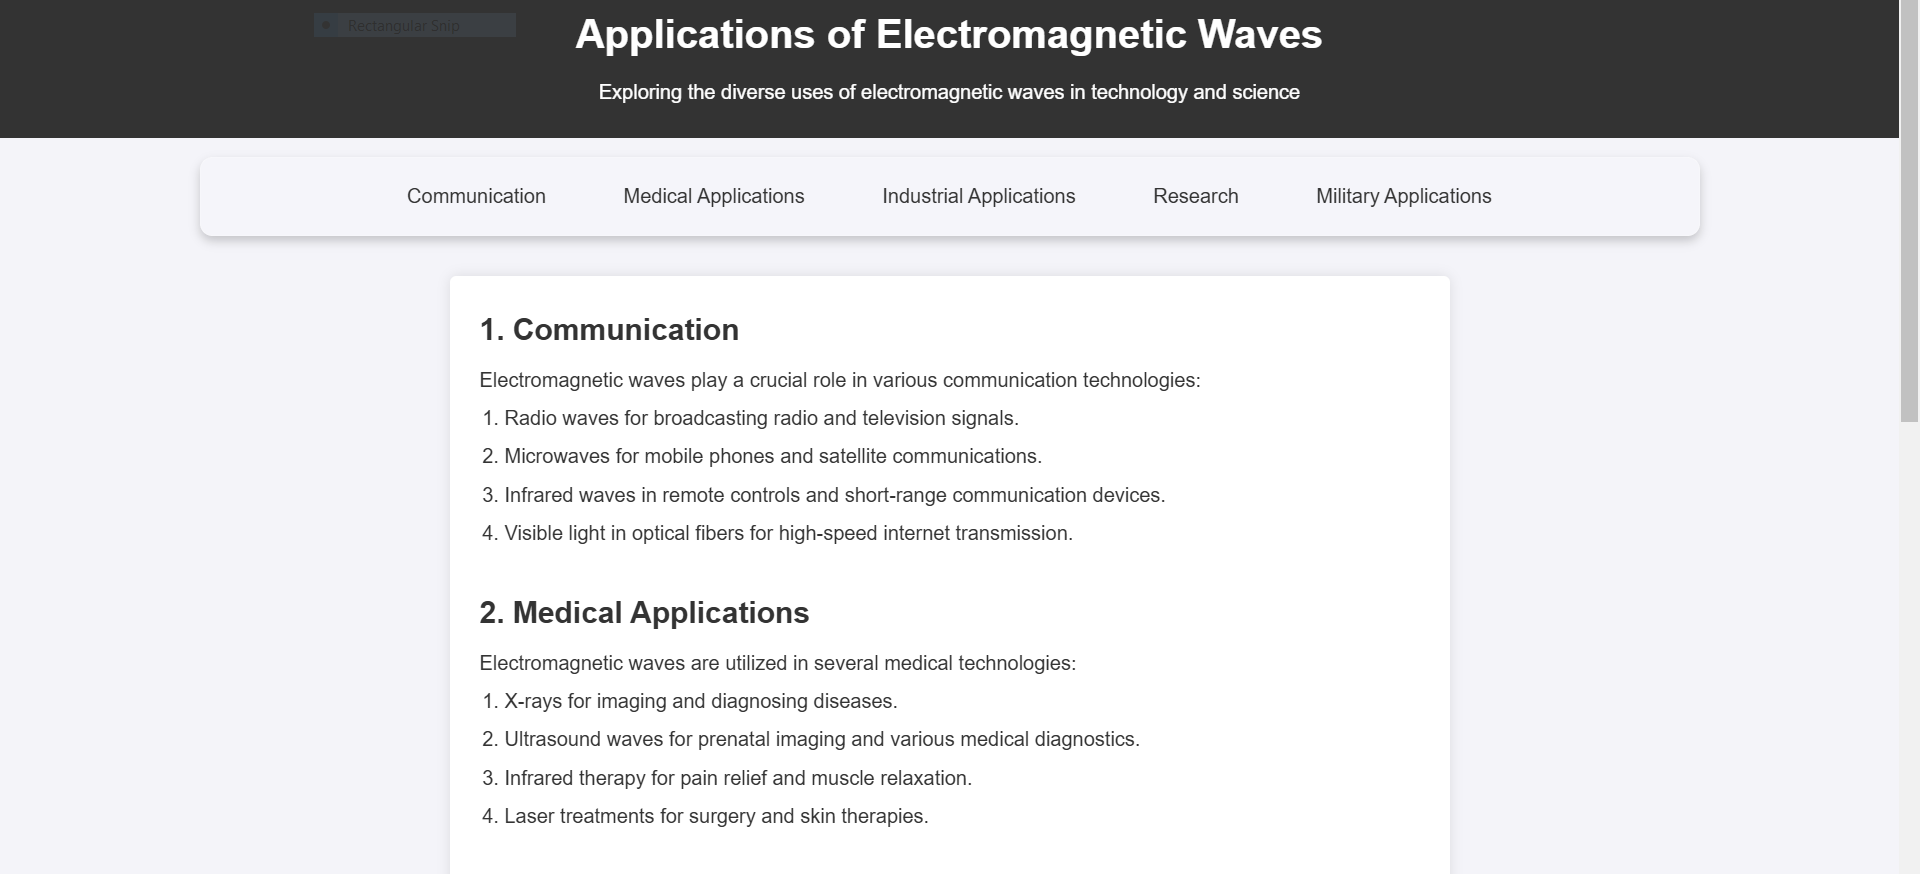 Rectangular Snip
Applications of Electromagnetic Waves
Exploring the diverse uses of electromagnetic waves in technology and science
Communication Medical Applications Industrial Applications Research Military Applications
1. Communication
Electromagnetic waves play a crucial role in various communication technologies:
1. Radio waves for broadcasting radio and television signals.
2. Microwaves for mobile phones and satellite communications.
3. Infrared waves in remote controls and short-range communication devices.
4. Visible light in optical fibers for high-speed internet transmission.
2. Medical Applications
Electromagnetic waves are utilized in several medical technologies:
1. X-rays for imaging and diagnosing diseases.
2. Ultrasound waves for prenatal imaging and various medical diagnostics.
3. Infrared therapy for pain relief and muscle relaxation.
4. Laser treatments for surgery and skin therapies.